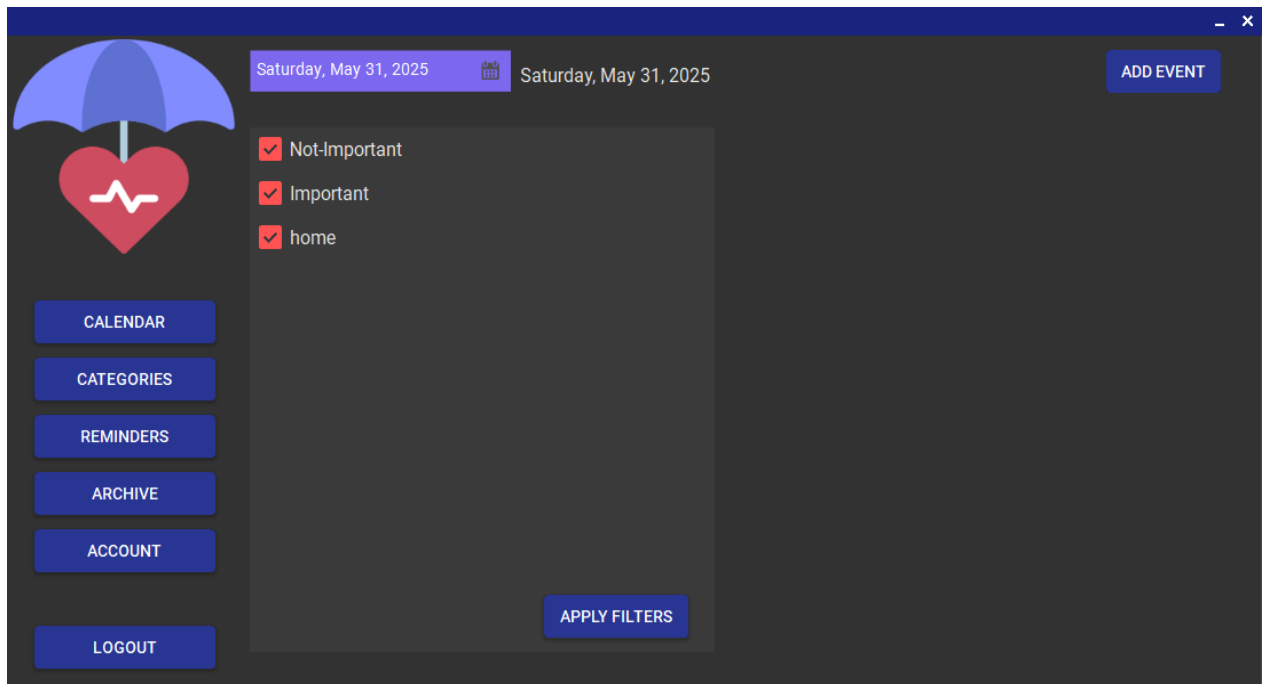 Saturday, May 31, 2025
Saturday, May 31, 2025
ADD EVENT
Not-Important
Important
home
CALENDAR
CATEGORIES
REMINDERS
ARCHIVE
ACCOUNT
APPLY FILTERS
LOGOUT